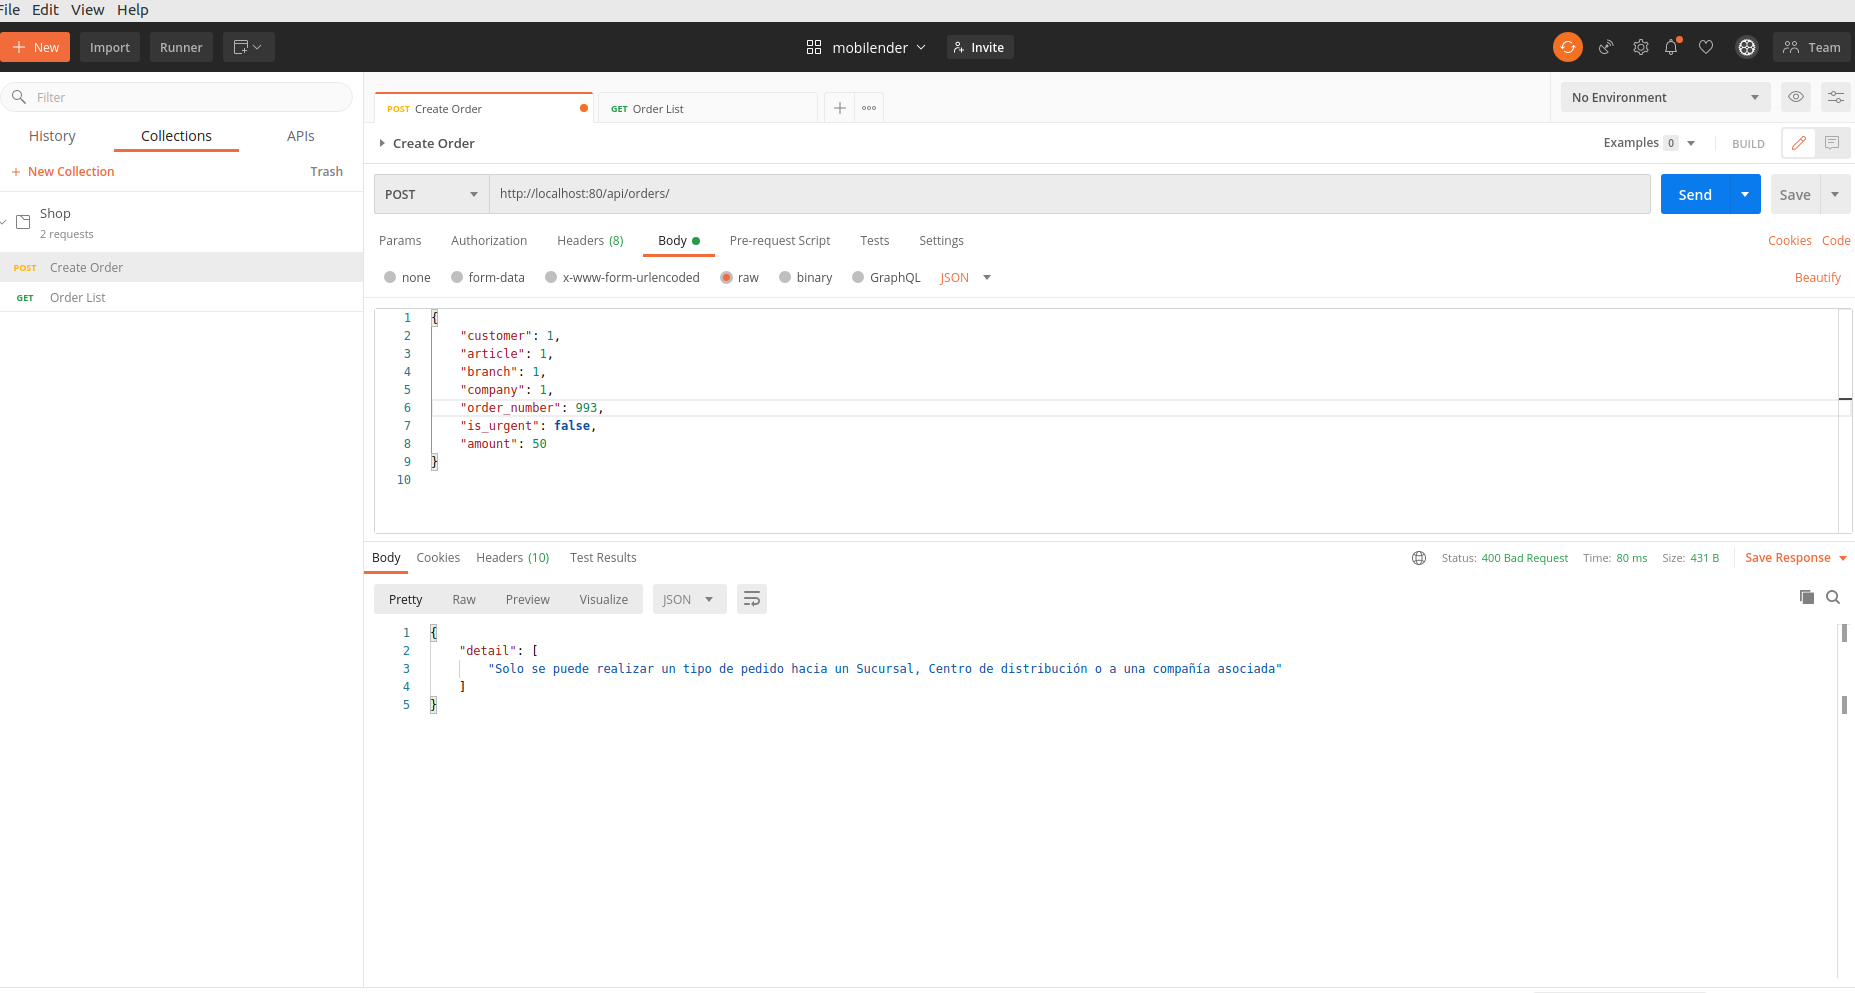 File Edit View Help
New Import Runner mobilender Invite Team
Filter
History Collections APIs
+ New Collection Trash
Shop
2 requests
POST Create Order
GET Order List
POST Create Order GET Order List No Environment
Create Order Examples 0 BUILD
POST http://localhost:80/api/orders/ Send Save
Params Authorization Headers (8) Body Pre-request Script Tests Settings Cookies Code
none form-data x-www-form-urlencoded raw binary GraphQL JSON Beautify
1 {
2 "customer": 1,
3 "article": 1,
4 "branch": 1,
5 "company": 1,
6 "order_number": 993,
7 "is_urgent": false,
8 "amount": 50
9 }
10
Body Cookies Headers (10) Test Results Status: 400 Bad Request Time: 80 ms Size: 431 B Save Response
Pretty Raw Preview Visualize JSON
1 {
2 "detail": [
3 "Solo se puede realizar un tipo de pedido hacia un Sucursal, Centro de distribución o a una compañía asociada"
4 ]
5 }